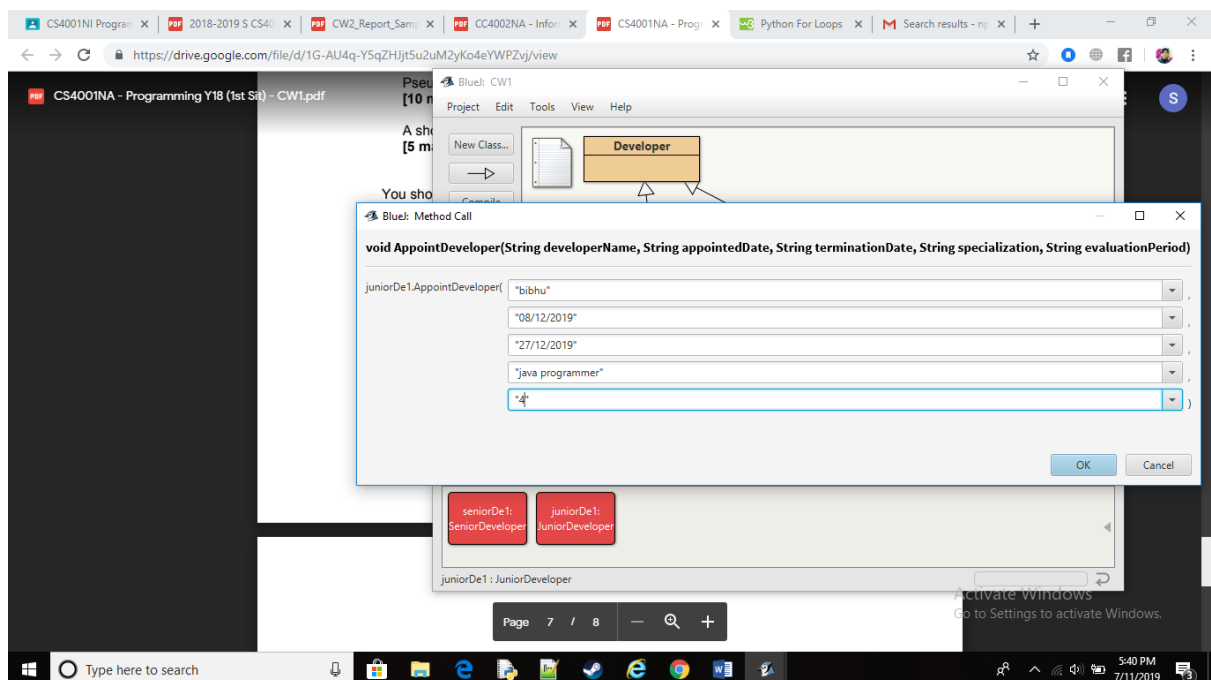 CS4001NI Program
2018-2019 S CS40
CW2_Report_Samp
CC4002NA - Inform
CS4001NA - Progr
Python For Loops
Search results - np
https://drive.google.com/file/d/1G-AU4q-Y5qZHJjt5u2uM2yKo4eYWPZvj/view
CS4001NA - Programming Y18 (1st Sit) - CW1.pdf
S
Pseu
[10 m
A sho
[5 ma
You sho
BlueJ: CW1
Project Edit Tools View Help
New Class...
Developer
Compile
BlueJ: Method Call
void AppointDeveloper(String developerName, String appointedDate, String terminationDate, String specialization, String evaluationPeriod)
juniorDe1.AppointDeveloper( "bibhu" ,
"08/12/2019" ,
"27/12/2019" ,
"java programmer" ,
"4" )
OK Cancel
seniorDe1:
SeniorDeveloper
juniorDe1:
JuniorDeveloper
juniorDe1 : JuniorDeveloper
Activate Windows
Go to Settings to activate Windows.
Page 7 / 8
Type here to search
5:40 PM
7/11/2019